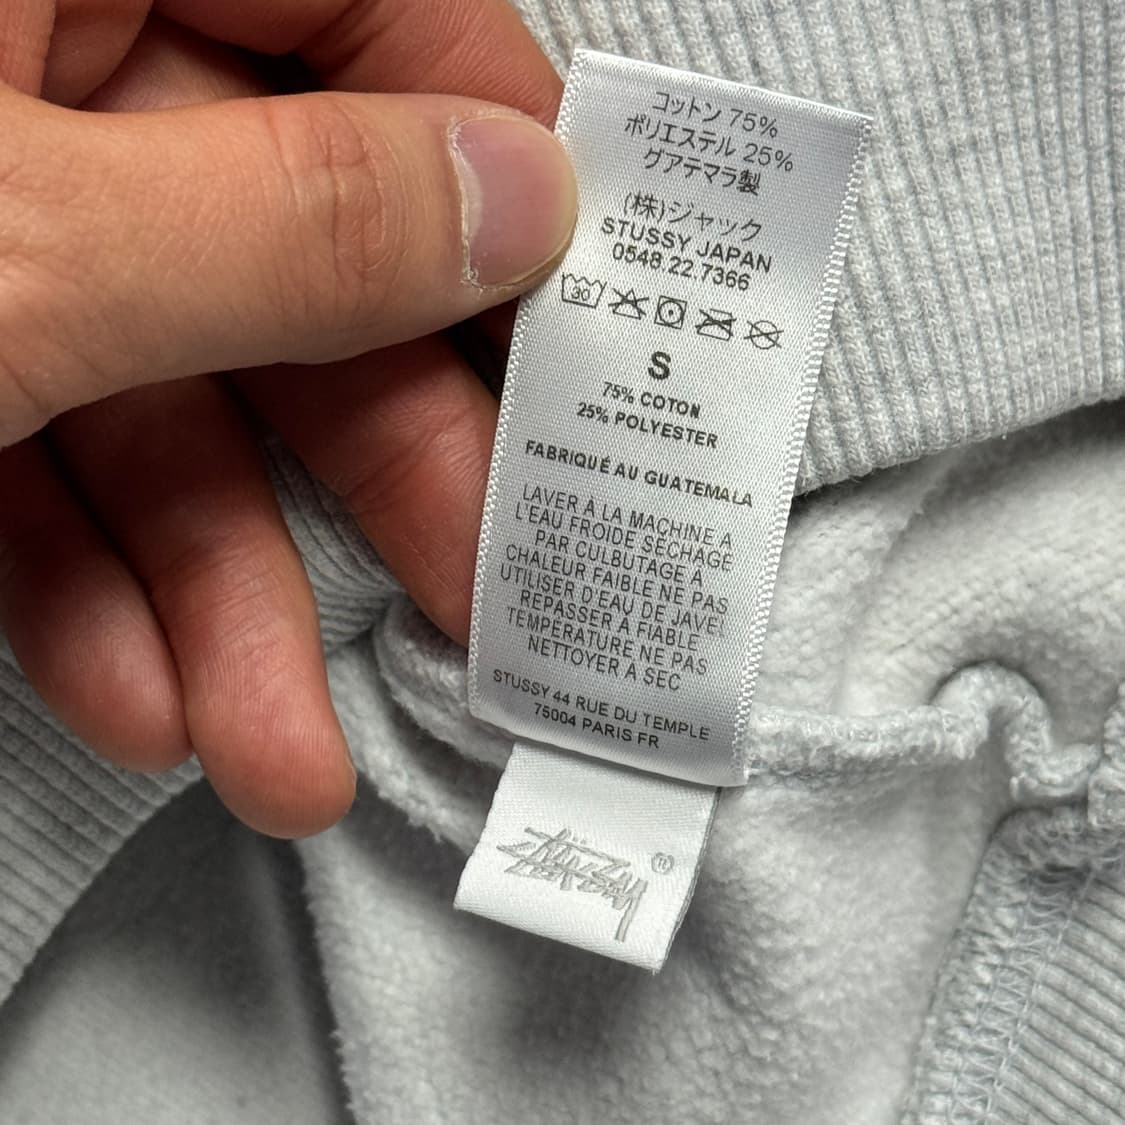 コットン 75%
ポリエステル 25%
グアテマラ製
(株)ジャック
STUSSY JAPAN
0548.22.7366
30
S
75% COTON
25% POLYESTER
FABRIQUÉ AU GUATEMALA
LAVER À LA MACHINE A
L'EAU FROIDE SÉCHAGE
PAR CULBUTAGE À
CHALEUR FAIBLE NE PAS
UTILISER D'EAU DE JAVEL
REPASSER À FIABLE
TEMPÉRATURE NE PAS
NETTOYER À SEC
STUSSY 44 RUE DU TEMPLE
75004 PARIS FR
Stüssy ®